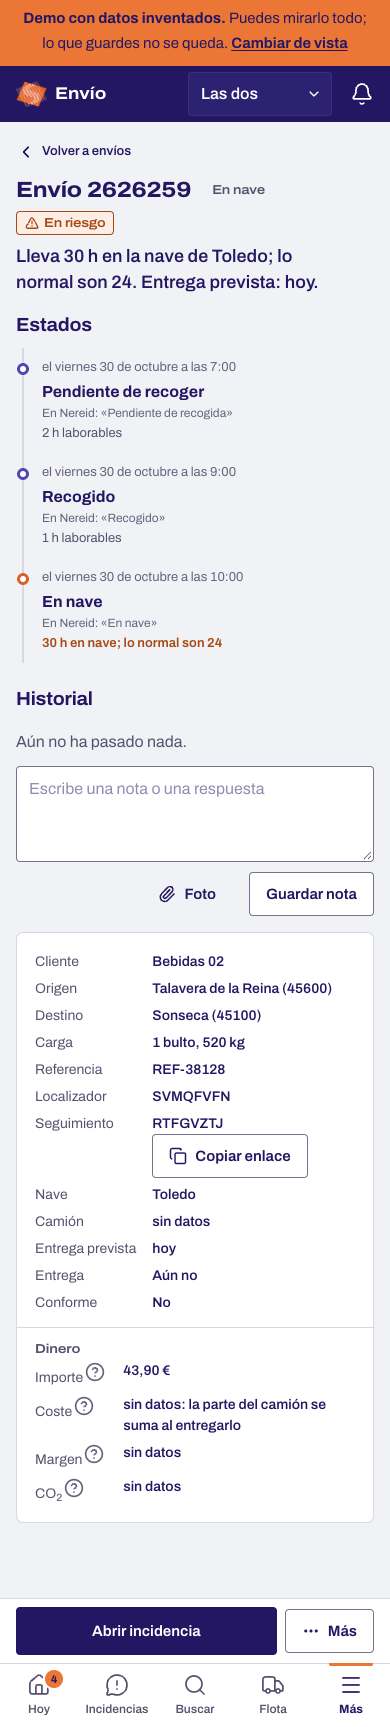 Demo con datos inventados. Puedes mirarlo todo;
lo que guardes no se queda. Cambiar de vista
Envío
Las dos
Volver a envíos
Envío 2626259
En nave
En riesgo
Lleva 30 h en la nave de Toledo; lo
normal son 24. Entrega prevista: hoy.
Estados
el viernes 30 de octubre a las 7:00
Pendiente de recoger
En Nereid: «Pendiente de recogida»
2 h laborables
el viernes 30 de octubre a las 9:00
Recogido
En Nereid: «Recogido»
1 h laborables
el viernes 30 de octubre a las 10:00
En nave
En Nereid: «En nave»
30 h en nave; lo normal son 24
Historial
Aún no ha pasado nada.
Escribe una nota o una respuesta
Foto
Guardar nota
Cliente Bebidas 02
Origen Talavera de la Reina (45600)
Destino Sonseca (45100)
Carga 1 bulto, 520 kg
Referencia REF-38128
Localizador SVMQFVFN
Seguimiento RTFGVZTJ
Copiar enlace
Nave Toledo
Camión sin datos
Entrega prevista hoy
Entrega Aún no
Conforme No
Dinero
Importe ? 43,90 €
Coste ? sin datos: la parte del camión se
suma al entregarlo
Margen ? sin datos
CO2 ? sin datos
Abrir incidencia
Más
4
Hoy
Incidencias
Buscar
Flota
Más